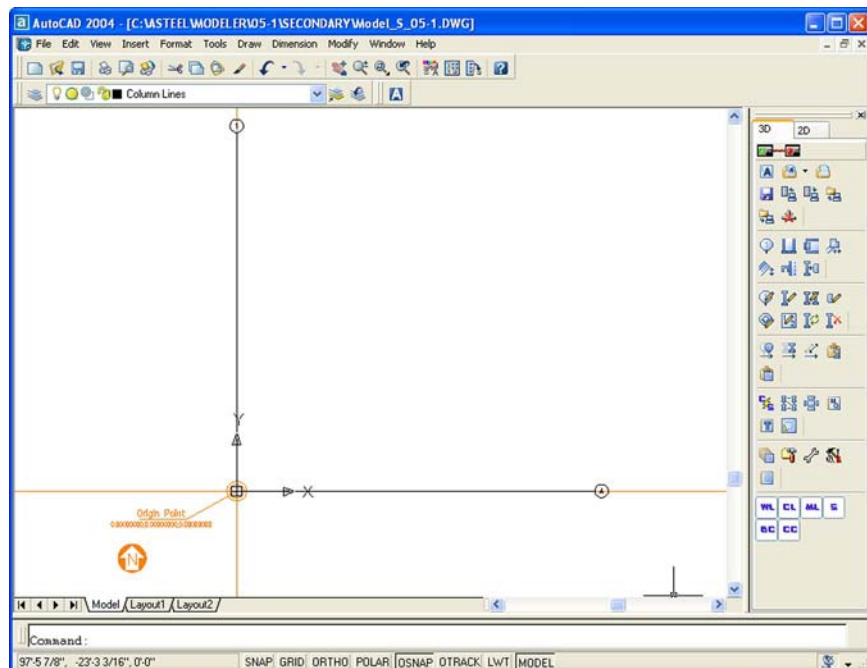 AutoCAD 2004 - [C:\ASTEEL\MODELER\05-1\SECONDARY\Model_S_05-1.DWG]
File Edit View Insert Format Tools Draw Dimension Modify Window Help
Column Lines
3D 2D
1
Y
X
Origin Point
N
WL CL ML S
BC CC
Model Layout1 Layout2
Command:
97'-5 7/8", -23'-3 3/16", 0'-0" SNAP GRID ORTHO POLAR OSNAP OTRACK LWT MODEL